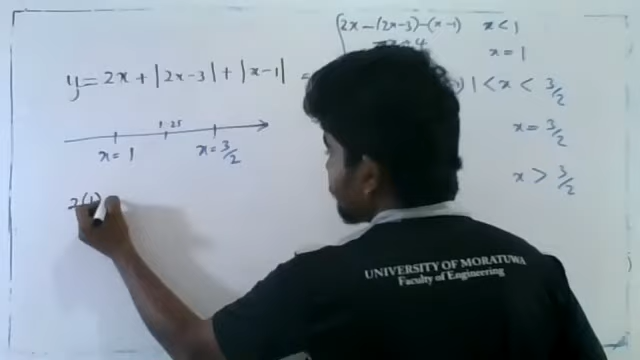 2x - (2x-3) - (x-1)   x < 1
x = 1
y = 2x + |2x-3| + |x-1| =
1 < x < 3/2
1.25
x = 1   x = 3/2
x = 3/2
x > 3/2
2(1)
UNIVERSITY OF MORATUWA
Faculty of Engineering